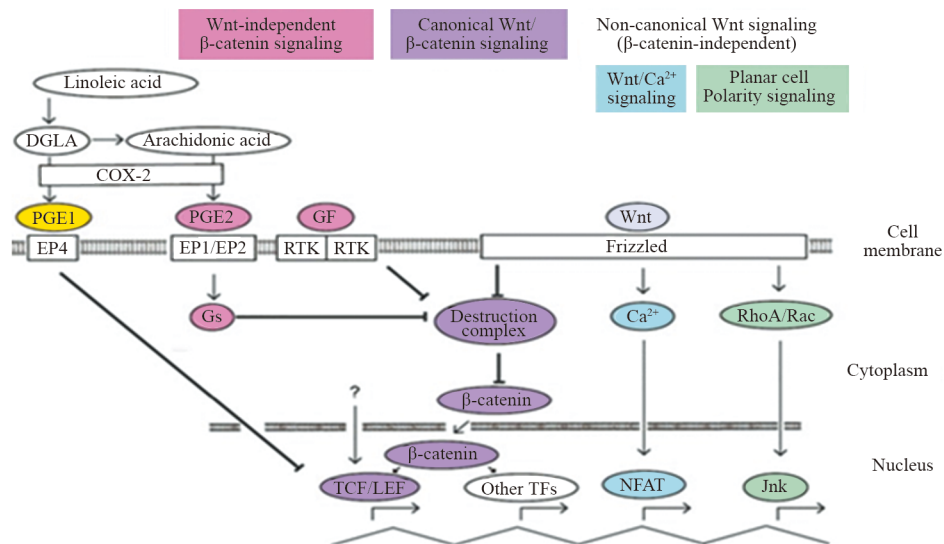 Wnt-independent
β-catenin signaling
Canonical Wnt/
β-catenin signaling
Non-canonical Wnt signaling
(β-catenin-independent)
Wnt/Ca²⁺
signaling
Planar cell
Polarity signaling
Linoleic acid
DGLA
Arachidonic acid
COX-2
PGE1
PGE2
GF
Wnt
EP4
EP1/EP2
RTK
RTK
Frizzled
Cell
membrane
Gs
Destruction
complex
Ca²⁺
RhoA/Rac
Cytoplasm
?
β-catenin
β-catenin
Nucleus
TCF/LEF
Other TFs
NFAT
Jnk